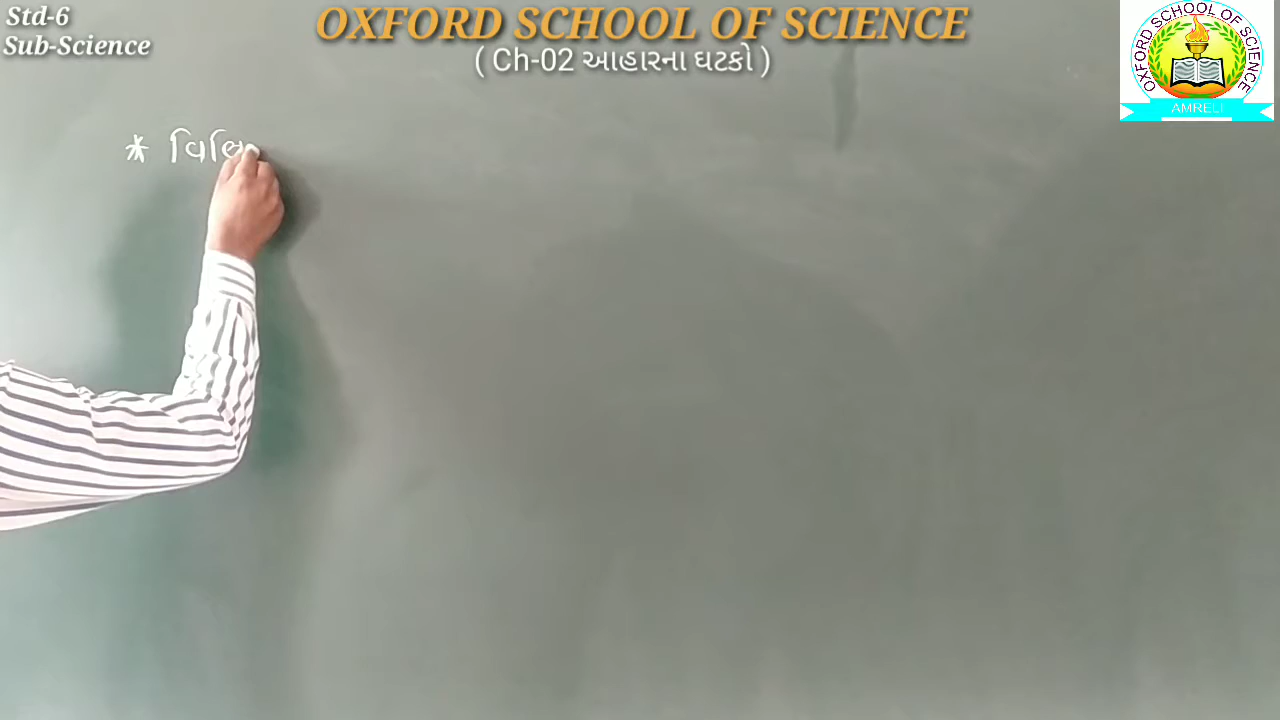 Std-6
Sub-Science
OXFORD SCHOOL OF SCIENCE
( Ch-02 આહારના ઘટકો )
OXFORD SCHOOL OF SCIENCE
AMRELI
* વિવિ